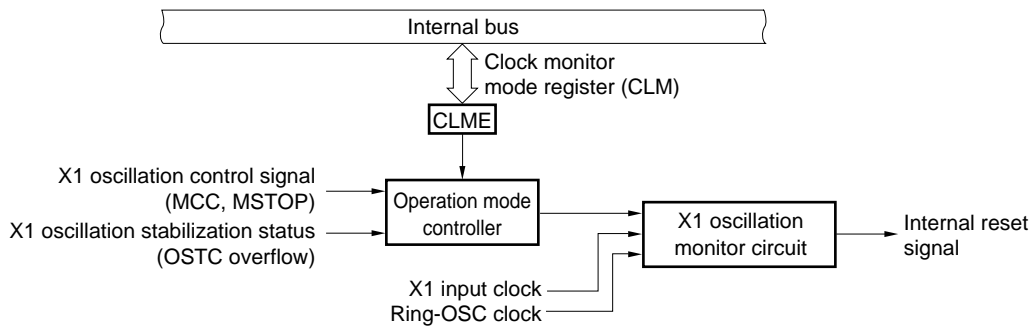 Internal bus
Clock monitor
mode register (CLM)
CLME
X1 oscillation control signal
(MCC, MSTOP)
X1 oscillation stabilization status
(OSTC overflow)
Operation mode
controller
X1 oscillation
monitor circuit
Internal reset
signal
X1 input clock
Ring-OSC clock